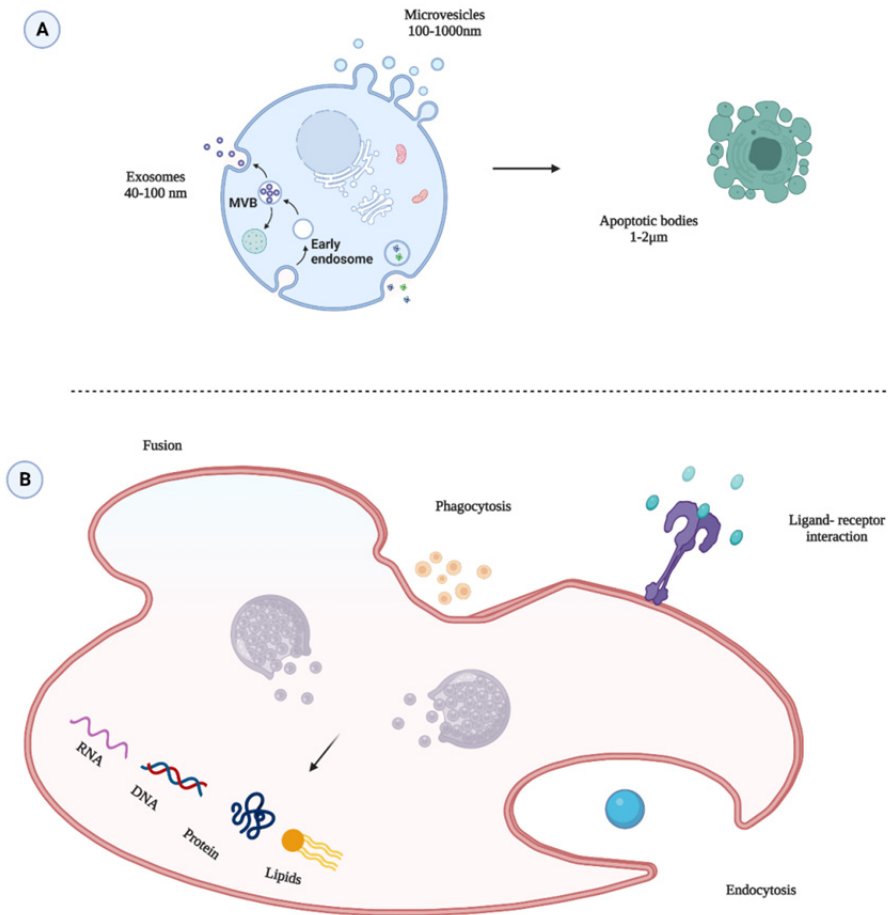 A
Microvesicles
100-1000nm
Exosomes
40-100 nm
MVB
Early
endosome
Apoptotic bodies
1-2μm
B
Fusion
Phagocytosis
Ligand- receptor
interaction
RNA
DNA
Protein
Lipids
Endocytosis